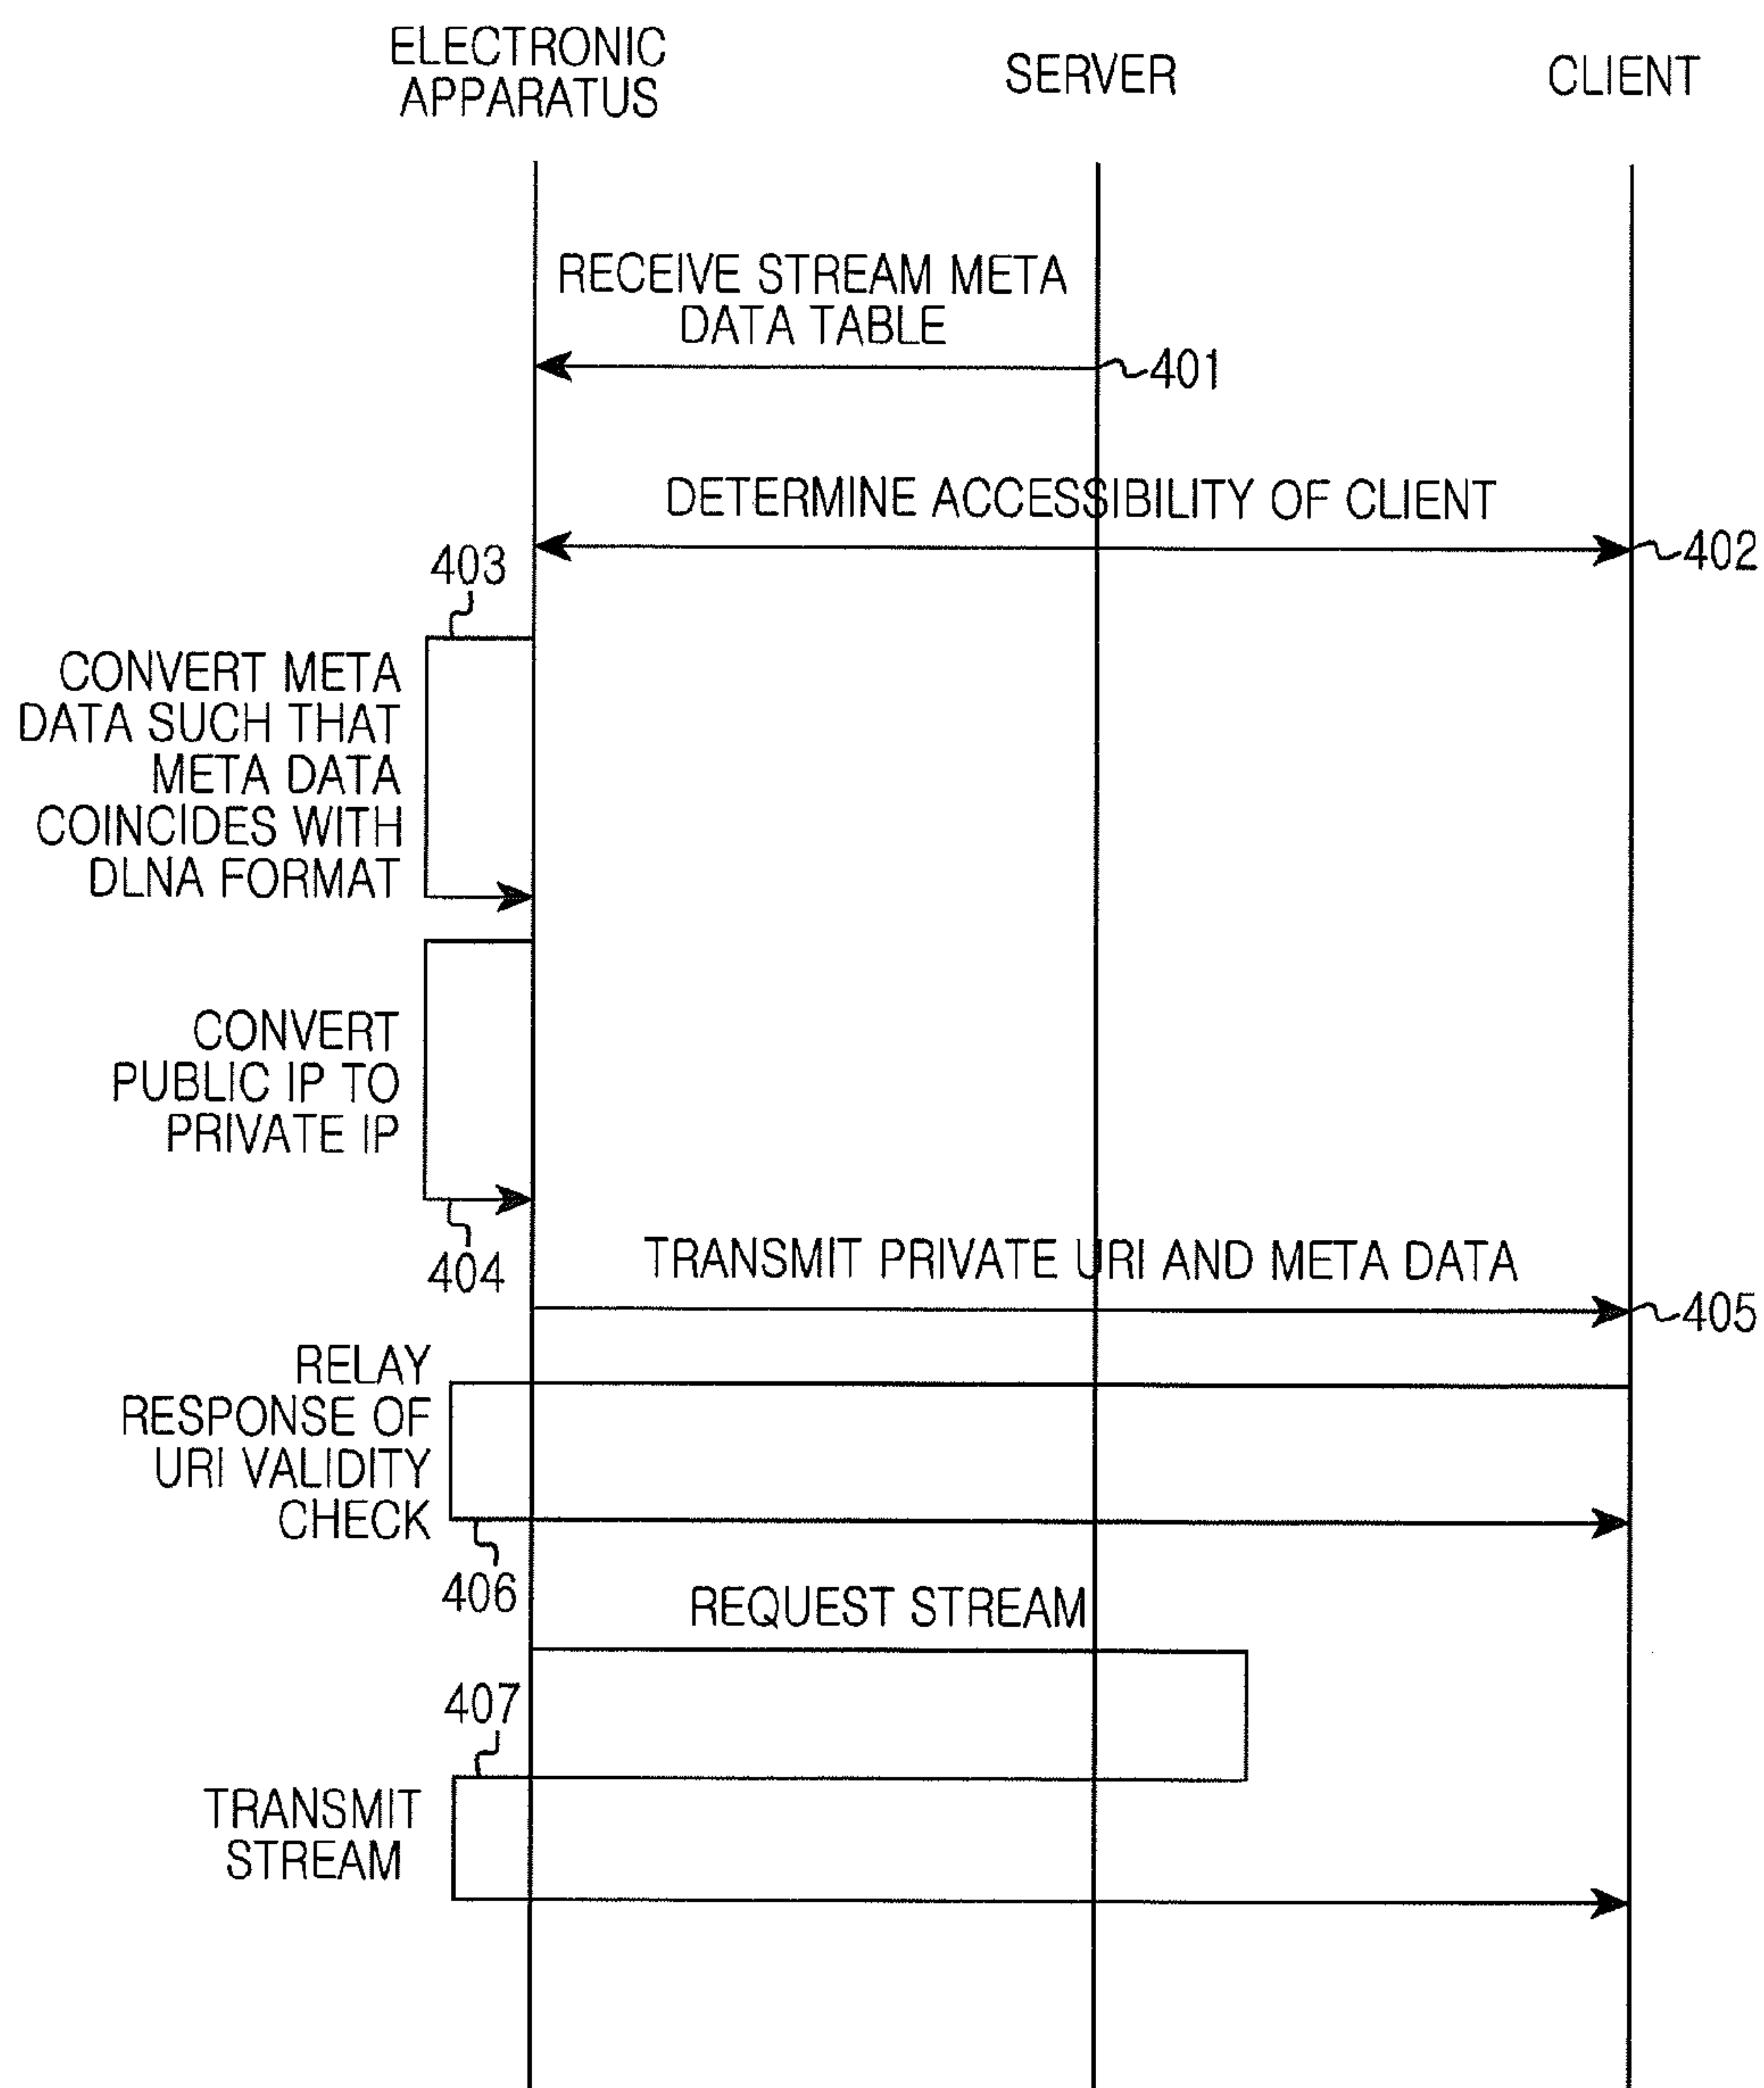 ELECTRONIC
APPARATUS
SERVER
CLIENT
RECEIVE STREAM META
DATA TABLE
401
DETERMINE ACCESSIBILITY OF CLIENT
402
403
CONVERT META
DATA SUCH THAT
META DATA
COINCIDES WITH
DLNA FORMAT
CONVERT
PUBLIC IP TO
PRIVATE IP
404
TRANSMIT PRIVATE URI AND META DATA
405
RELAY
RESPONSE OF
URI VALIDITY
CHECK
406
REQUEST STREAM
407
TRANSMIT
STREAM